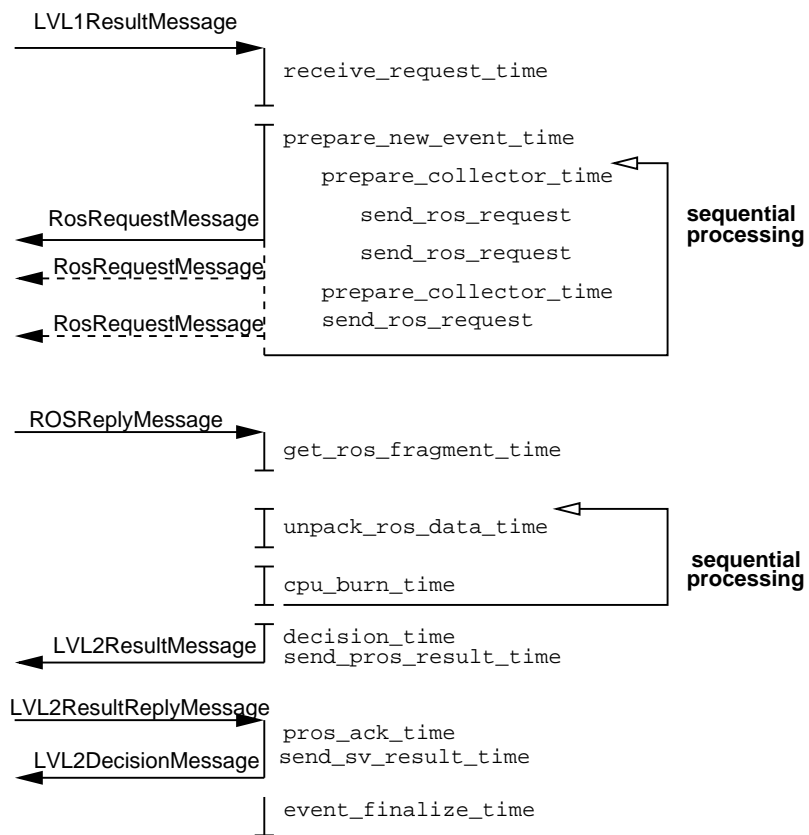 LVL1ResultMessage
receive_request_time
prepare_new_event_time
prepare_collector_time
RosRequestMessage
send_ros_request
sequential
processing
send_ros_request
RosRequestMessage
prepare_collector_time
RosRequestMessage
send_ros_request
ROSReplyMessage
get_ros_fragment_time
unpack_ros_data_time
sequential
processing
cpu_burn_time
decision_time
LVL2ResultMessage
send_pros_result_time
LVL2ResultReplyMessage
pros_ack_time
LVL2DecisionMessage
send_sv_result_time
event_finalize_time